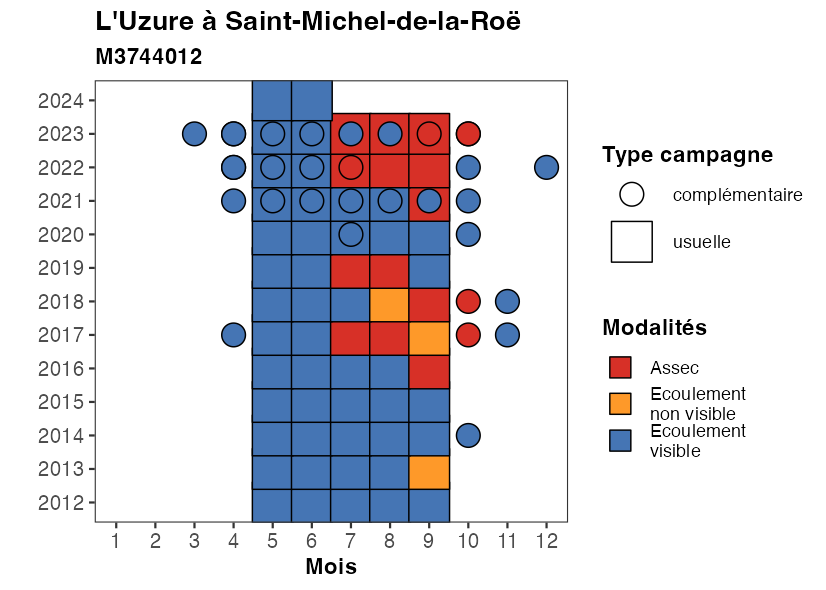 L'Uzure à Saint-Michel-de-la-Roë
M3744012
2024
2023
2022
2021
2020
2019
2018
2017
2016
2015
2014
2013
2012
1 2 3 4 5 6 7 8 9 10 11 12
Mois
Type campagne
complémentaire
usuelle
Modalités
Assec
Ecoulement
non visible
Ecoulement
visible